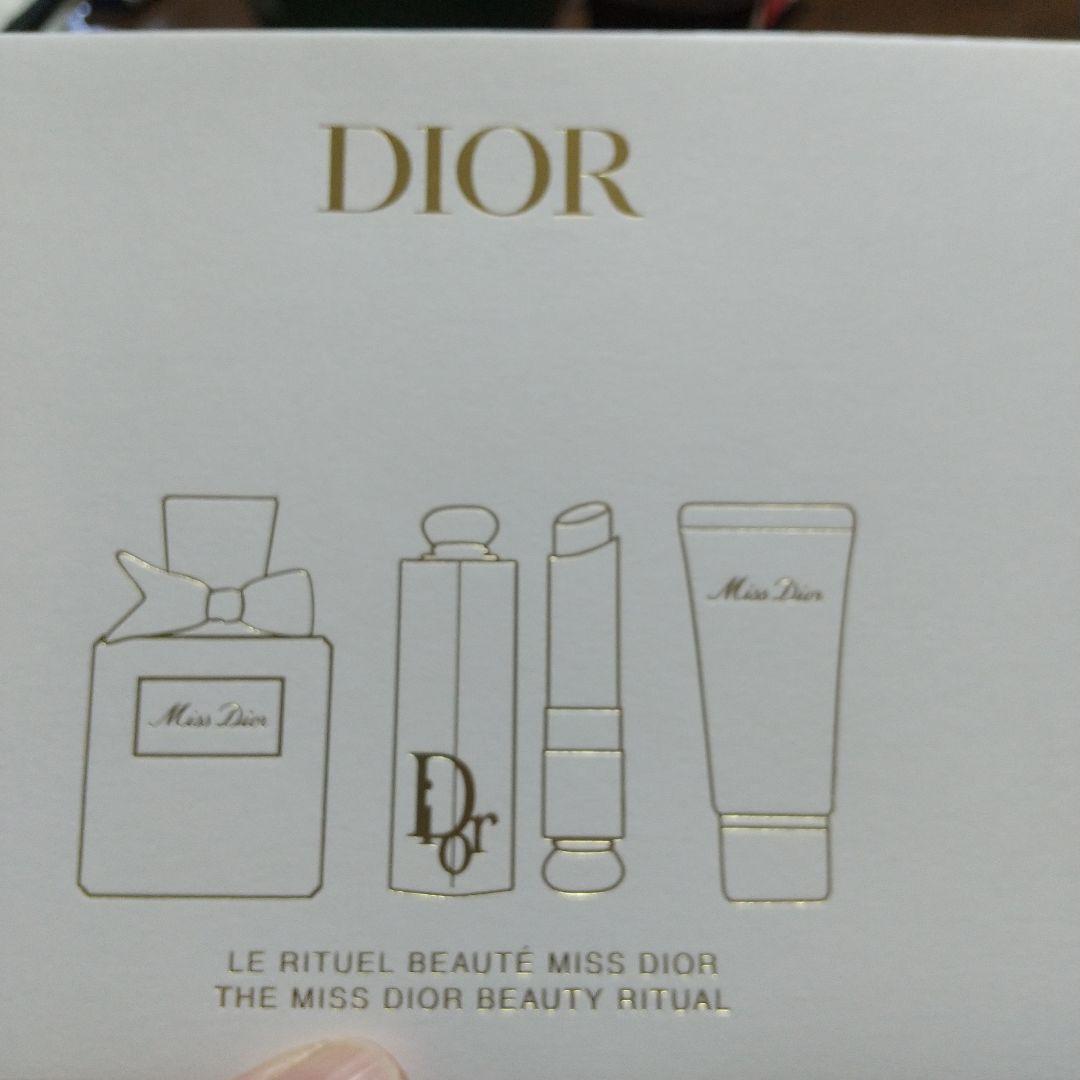 DIOR
Miss Dior
Dior
Miss Dior
LE RITUEL BEAUTÉ MISS DIOR
THE MISS DIOR BEAUTY RITUAL